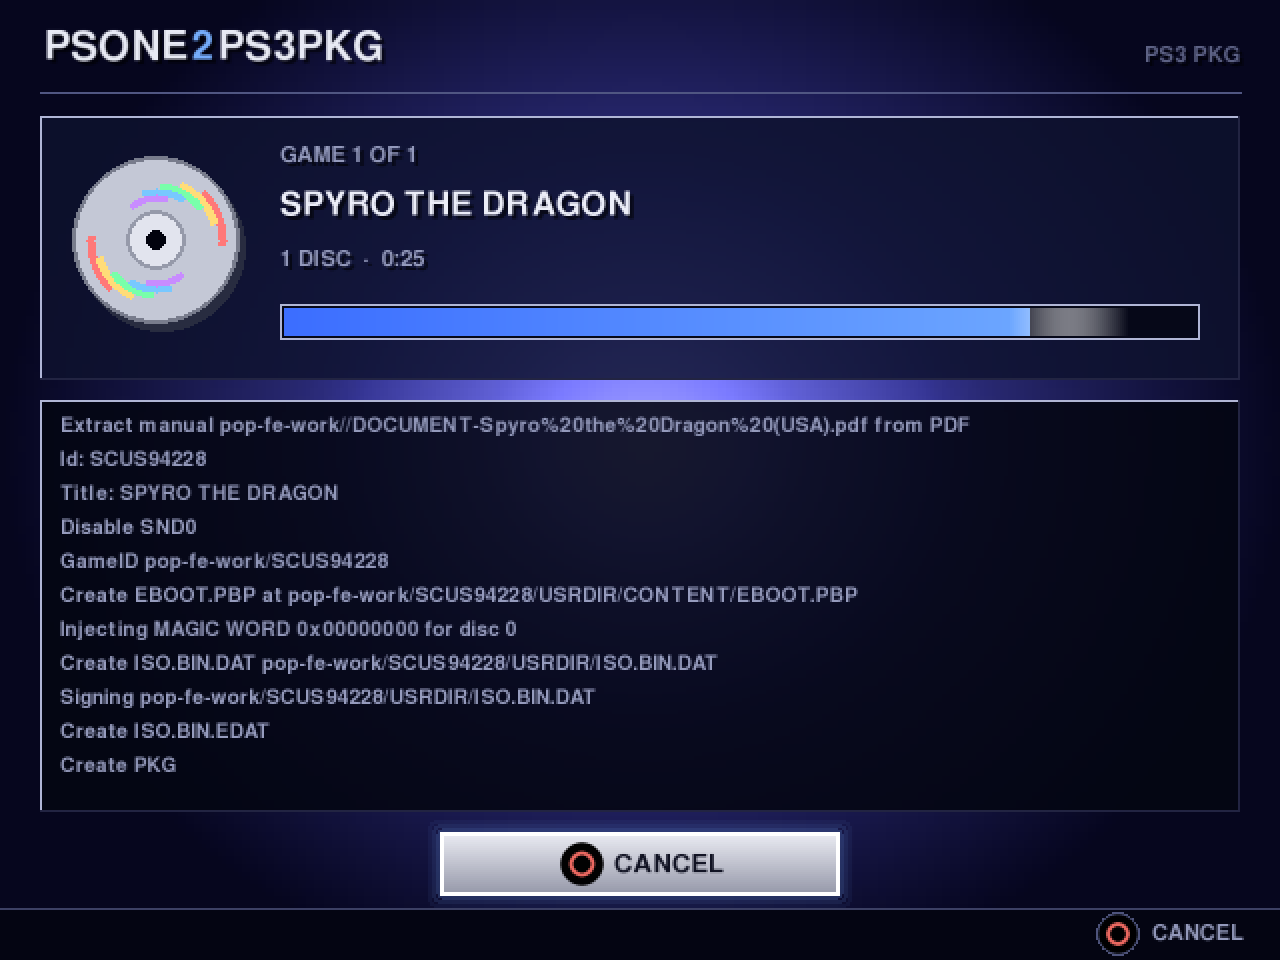 PSONE2PS3PKG
PS3 PKG
GAME 1 OF 1
SPYRO THE DRAGON
1 DISC · 0:25
Extract manual pop-fe-work//DOCUMENT-Spyro%20the%20Dragon%20(USA).pdf from PDF
Id: SCUS94228
Title: SPYRO THE DRAGON
Disable SND0
GameID pop-fe-work/SCUS94228
Create EBOOT.PBP at pop-fe-work/SCUS94228/USRDIR/CONTENT/EBOOT.PBP
Injecting MAGIC WORD 0x00000000 for disc 0
Create ISO.BIN.DAT pop-fe-work/SCUS94228/USRDIR/ISO.BIN.DAT
Signing pop-fe-work/SCUS94228/USRDIR/ISO.BIN.DAT
Create ISO.BIN.EDAT
Create PKG
CANCEL
CANCEL